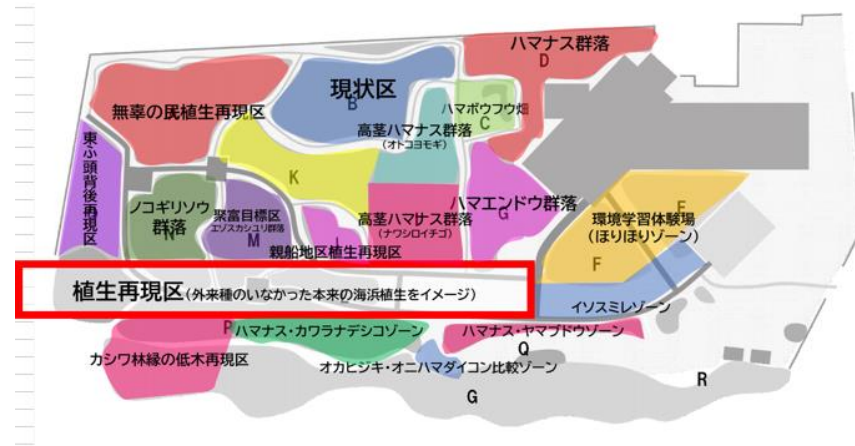 ハマナス群落
D
現状区
B
無辜の民植生再現区
ハマボウフウ畑
C
高茎ハマナス群落
(オトコヨモギ)
東ふ頭背後再現区
K
ノコギリソウ
群落
N
聚富目標区
エゾスカシユリ群落
M
高茎ハマナス群落
(ナワシロイチゴ)
ハマエンドウ群落
G
環境学習体験場
(ほりほりゾーン)
F
F
親船地区植生再現区
植生再現区(外来種のいなかった本来の海浜植生をイメージ)
イソスミレゾーン
P
ハマナス・カワラナデシコゾーン
ハマナス・ヤマブドウゾーン
Q
カシワ林縁の低木再現区
オカヒジキ・オニハマダイコン比較ゾーン
R
G